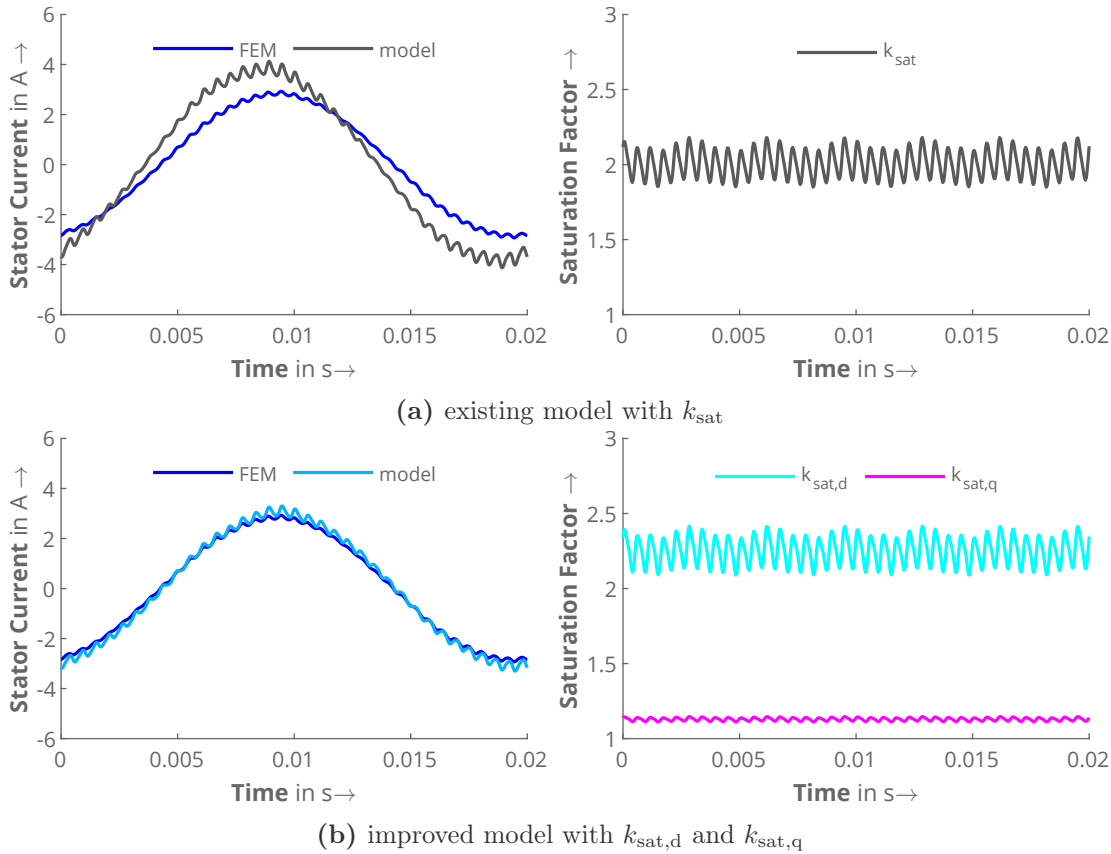 Stator Current in A →
6
4
2
0
-2
-4
-6
FEM
model
0
0.005
0.01
0.015
0.02
Time in s→
Saturation Factor →
3
2.5
2
1.5
1
k_sat
0
0.005
0.01
0.015
0.02
Time in s→
(a) existing model with k_sat
Stator Current in A →
6
4
2
0
-2
-4
-6
FEM
model
0
0.005
0.01
0.015
0.02
Time in s→
Saturation Factor →
3
2.5
2
1.5
1
k_sat,d
k_sat,q
0
0.005
0.01
0.015
0.02
Time in s→
(b) improved model with k_sat,d and k_sat,q